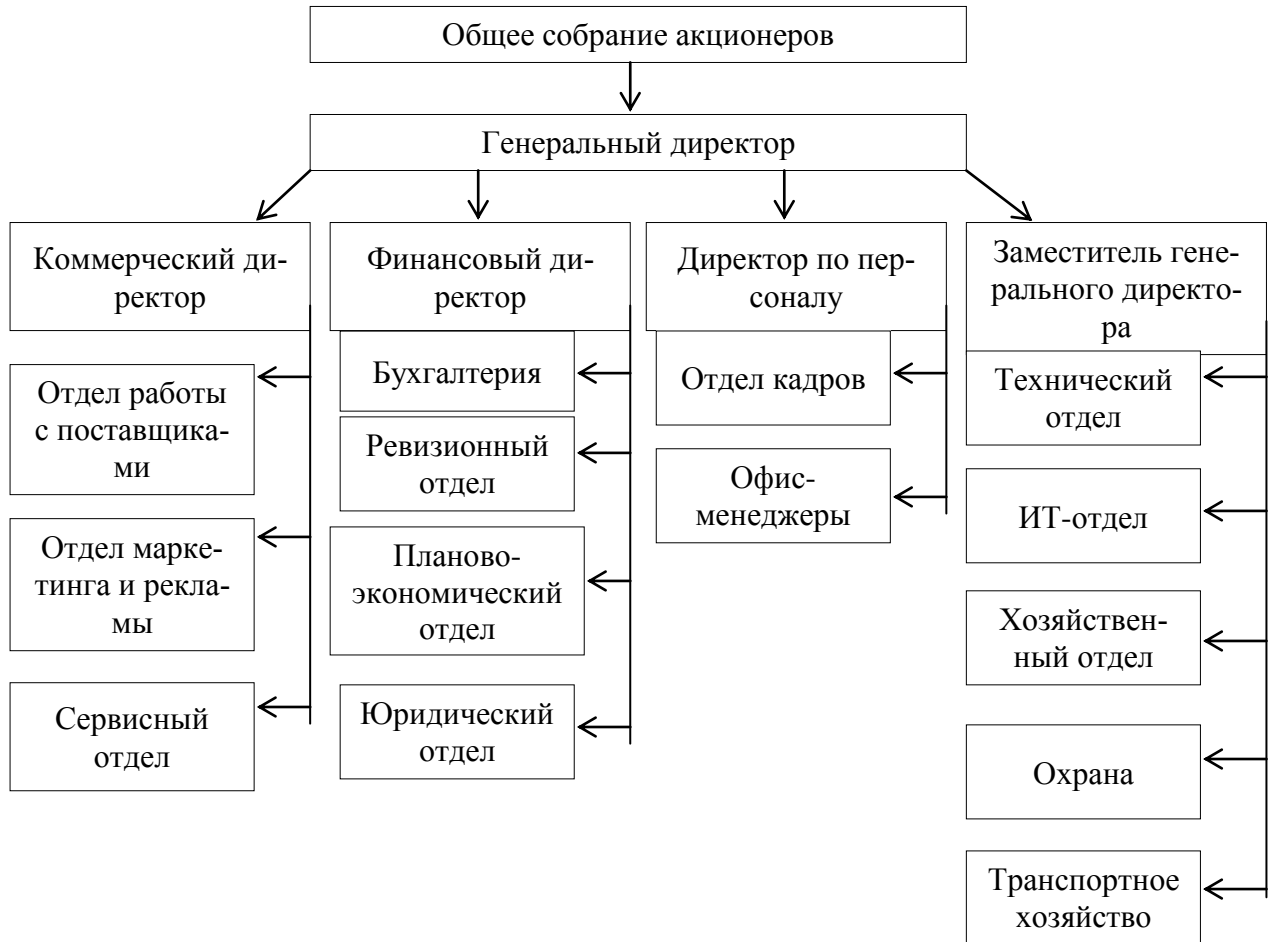 Общее собрание акционеров
Генеральный директор
Коммерческий ди-
ректор
Финансовый ди-
ректор
Директор по пер-
соналу
Заместитель гене-
рального директо-
ра
Отдел работы
с поставщика-
ми
Отдел марке-
тинга и рекла-
мы
Сервисный
отдел
Бухгалтерия
Ревизионный
отдел
Планово-
экономический
отдел
Юридический
отдел
Отдел кадров
Офис-
менеджеры
Технический
отдел
ИТ-отдел
Хозяйствен-
ный отдел
Охрана
Транспортное
хозяйство